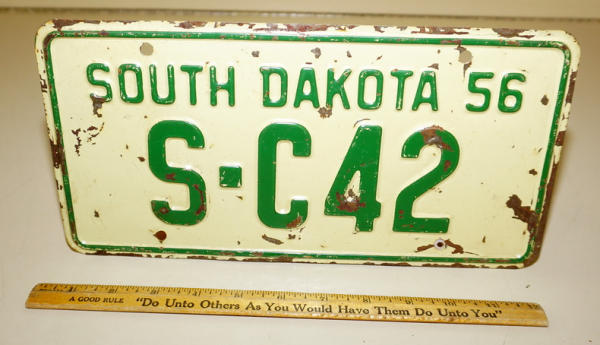 SOUTH DAKOTA 56
S-C42
A GOOD RULE "Do Unto Others As You Would Have Them Do Unto You"